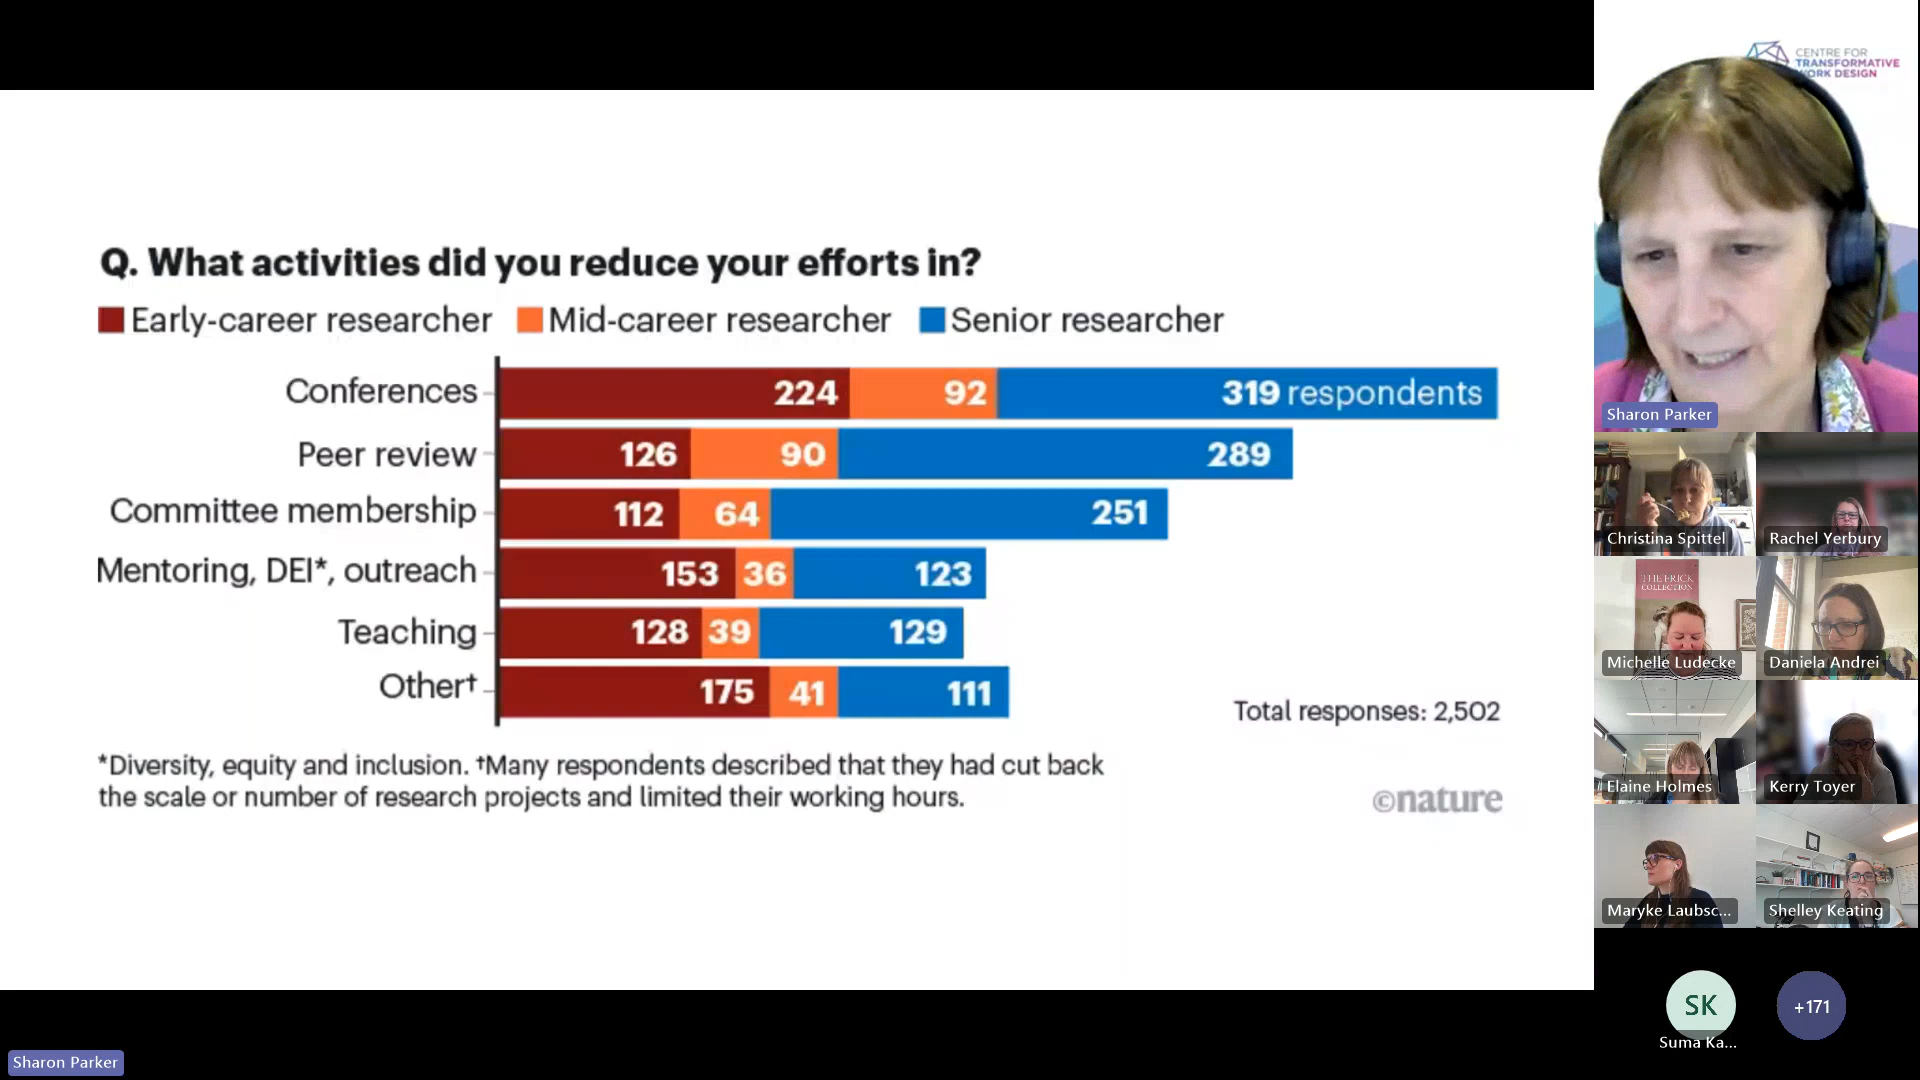 Q. What activities did you reduce your efforts in?
Early-career researcher Mid-career researcher Senior researcher
Conferences 224 92 319 respondents
Peer review 126 90 289
Committee membership 112 64 251
Mentoring, DEI*, outreach 153 36 123
Teaching 128 39 129
Other† 175 41 111
Total responses: 2,502
*Diversity, equity and inclusion. †Many respondents described that they had cut back
the scale or number of research projects and limited their working hours.
©nature
Sharon Parker
CENTRE FOR
TRANSFORMATIVE
WORK DESIGN
Sharon Parker
Christina Spittel
Rachel Yerbury
THE FRICK
COLLECTION
Michelle Ludecke
Daniela Andrei
Elaine Holmes
Kerry Toyer
Maryke Laubsc...
Shelley Keating
SK
Suma Ka...
+171